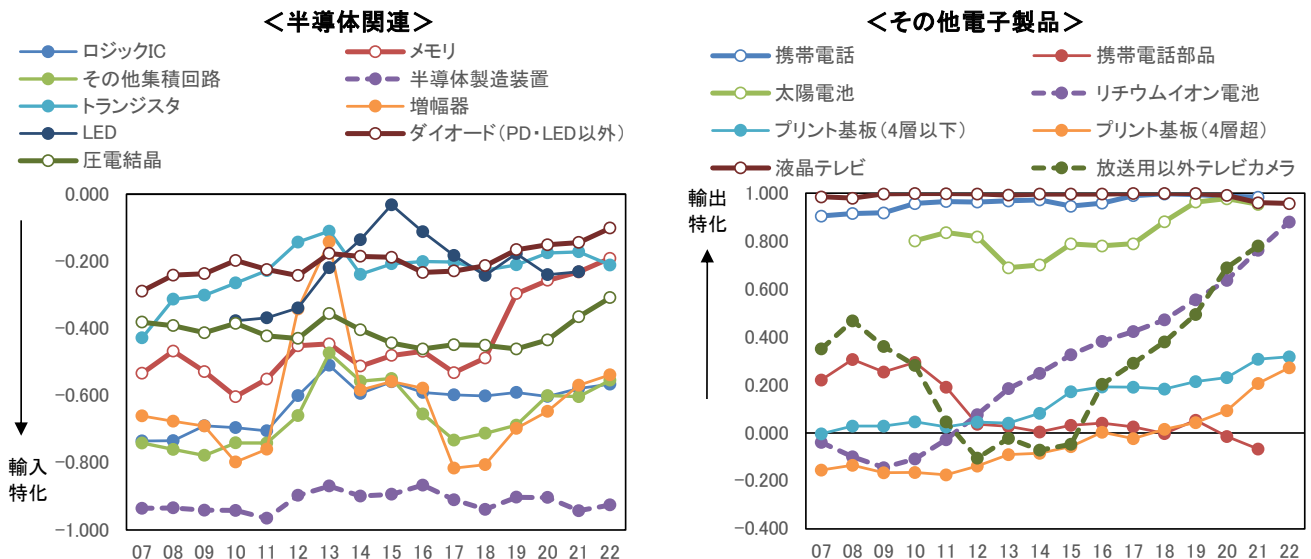 ＜半導体関連＞
ロジックIC
メモリ
その他集積回路
半導体製造装置
トランジスタ
増幅器
LED
ダイオード（PD・LED以外）
圧電結晶
0.000
−0.200
−0.400
−0.600
−0.800
−1.000
輸入
特化
07 08 09 10 11 12 13 14 15 16 17 18 19 20 21 22
＜その他電子製品＞
携帯電話
携帯電話部品
太陽電池
リチウムイオン電池
プリント基板（4層以下）
プリント基板（4層超）
液晶テレビ
放送用以外テレビカメラ
輸出
特化
1.000
0.800
0.600
0.400
0.200
0.000
-0.200
-0.400
07 08 09 10 11 12 13 14 15 16 17 18 19 20 21 22